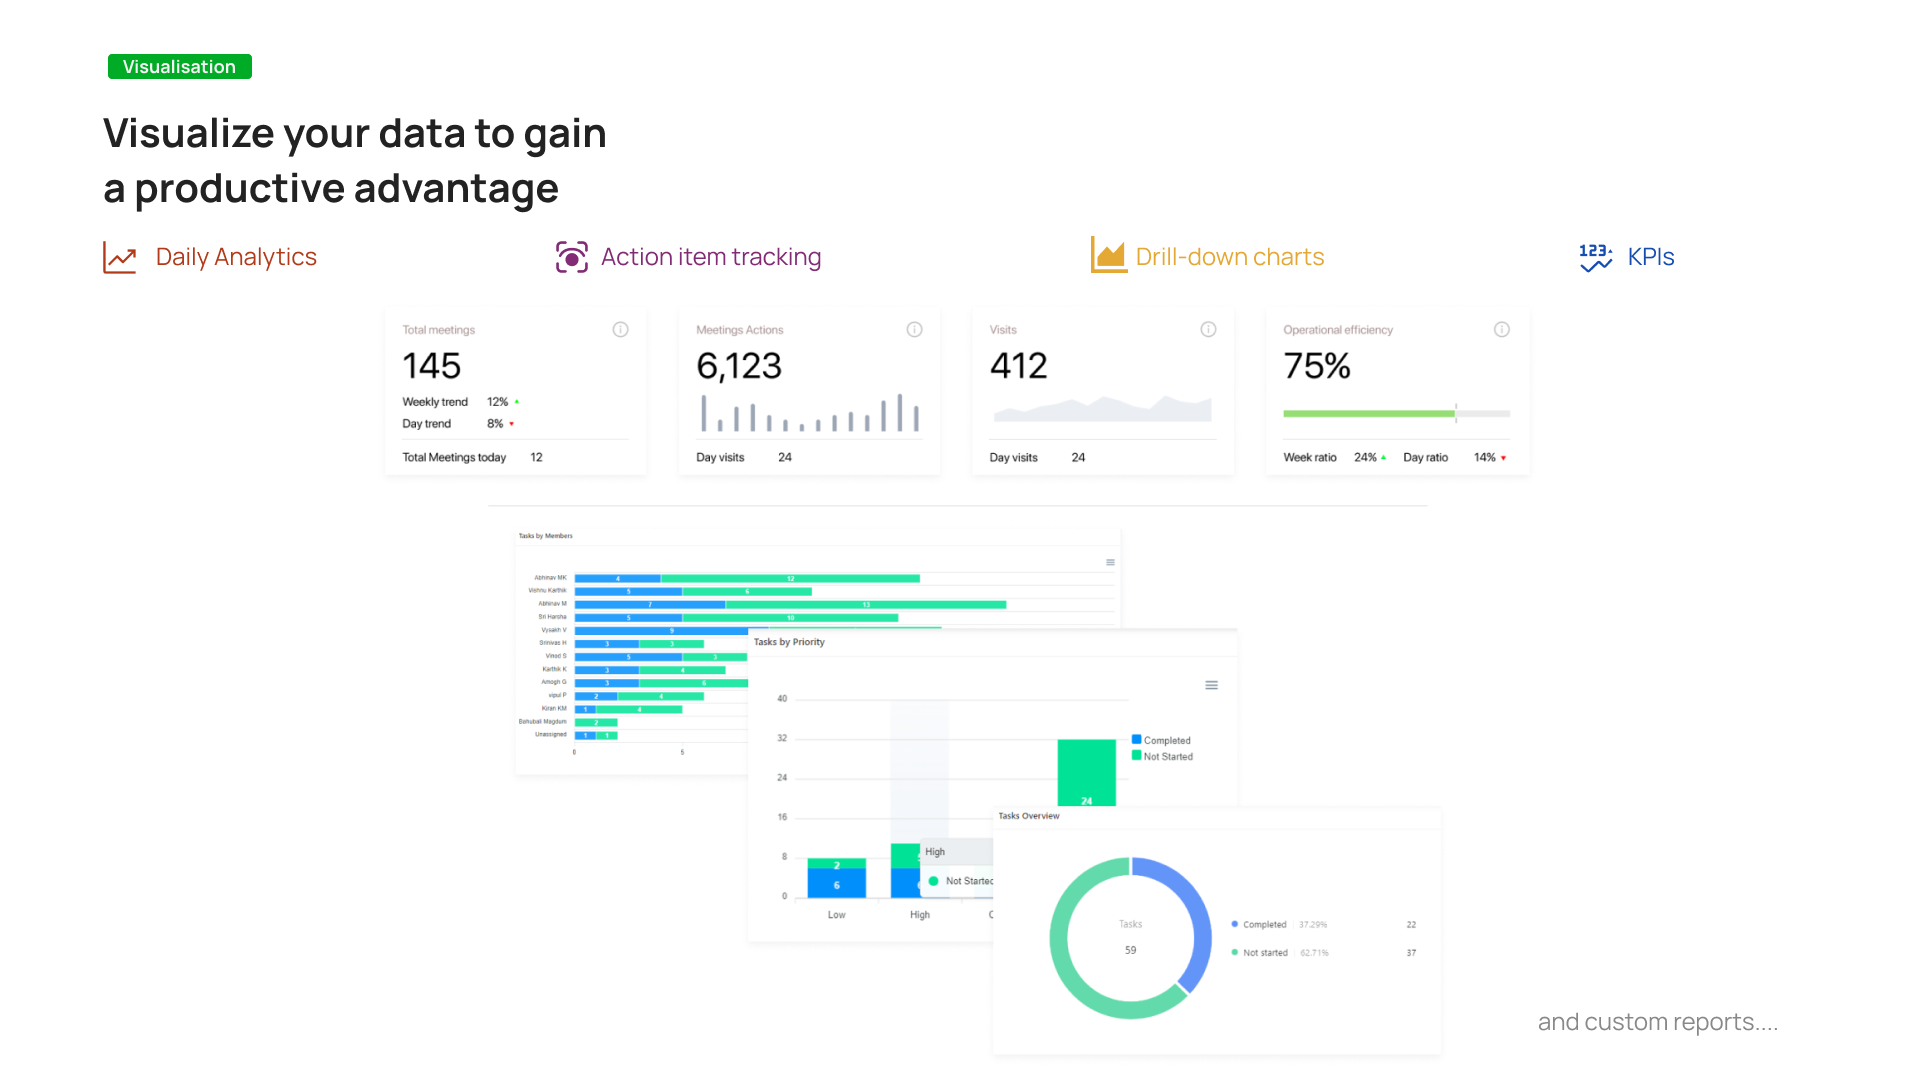 Visualisation
Visualize your data to gain
a productive advantage
Daily Analytics
Action item tracking
Drill-down charts
123
KPIs
Total meetings
145
Weekly trend 12%
Day trend 8%
Total Meetings today 12
Meetings Actions
6,123
Day visits 24
Visits
412
Day visits 24
Operational efficiency
75%
Week ratio 24% Day ratio 14%
Tasks by Members
Abhinav MK 4 12
Vishnu Karthik 5 6
Abhinav M 7 13
Sri Harsha 5 10
Vysakh V 9
Srinivas H 3 3
Vinod S 5 3
Karthik K 3 4
Amogh G 3 6
vipul P 2 4
Kiran KM 1 4
Bahubali Magdum 2
Unassigned 1 1
0 5
Tasks by Priority
40
32
24
16
8
0
24
2
6
Low
High
Completed
Not Started
High
Not Started
Tasks Overview
Tasks
59
Completed 37.29% 22
Not started 62.71% 37
and custom reports....